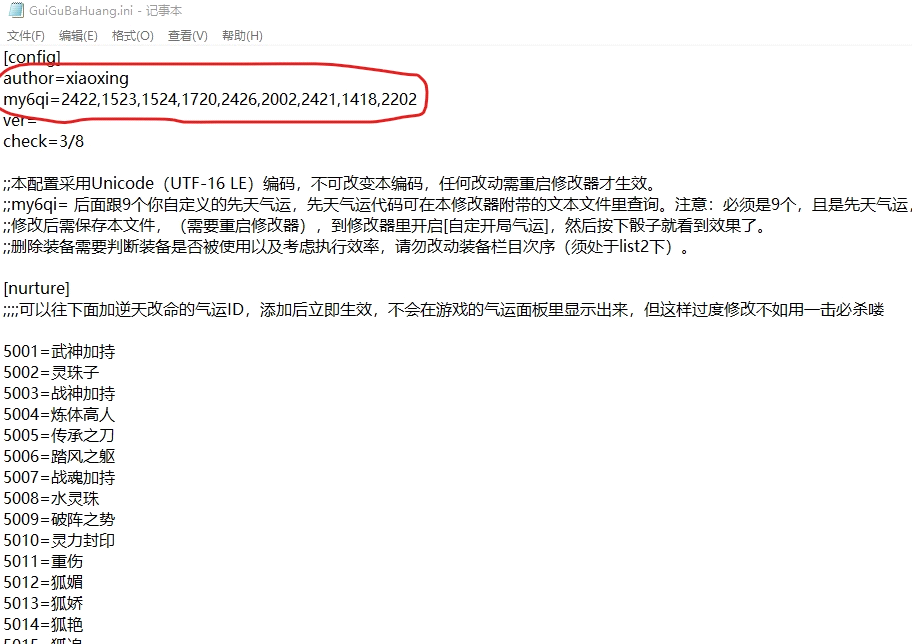 GuiGuBaHuang.ini - 记事本
文件(F) 编辑(E) 格式(O) 查看(V) 帮助(H)
[config]
author=xiaoxing
my6qi=2422,1523,1524,1720,2426,2002,2421,1418,2202
ver=
check=3/8
;;本配置采用Unicode（UTF-16 LE）编码，不可改变本编码，任何改动需重启修改器才生效。
;;my6qi= 后面跟9个你自定义的先天气运，先天气运代码可在本修改器附带的文本文件里查询。注意：必须是9个，且是先天气运，
;;修改后需保存本文件，（需要重启修改器），到修改器里开启[自定开局气运]，然后按下骰子就看到效果了。
;;删除装备需要判断装备是否被使用以及考虑执行效率，请勿改动装备栏目次序（须处于list2下）。
[nurture]
;;;;可以往下面加逆天改命的气运ID，添加后立即生效，不会在游戏的气运面板里显示出来，但这样过度修改不如用一击必杀喽
5001=武神加持
5002=灵珠子
5003=战神加持
5004=炼体高人
5005=传承之刀
5006=踏风之躯
5007=战魂加持
5008=水灵珠
5009=破阵之势
5010=灵力封印
5011=重伤
5012=狐媚
5013=狐娇
5014=狐艳